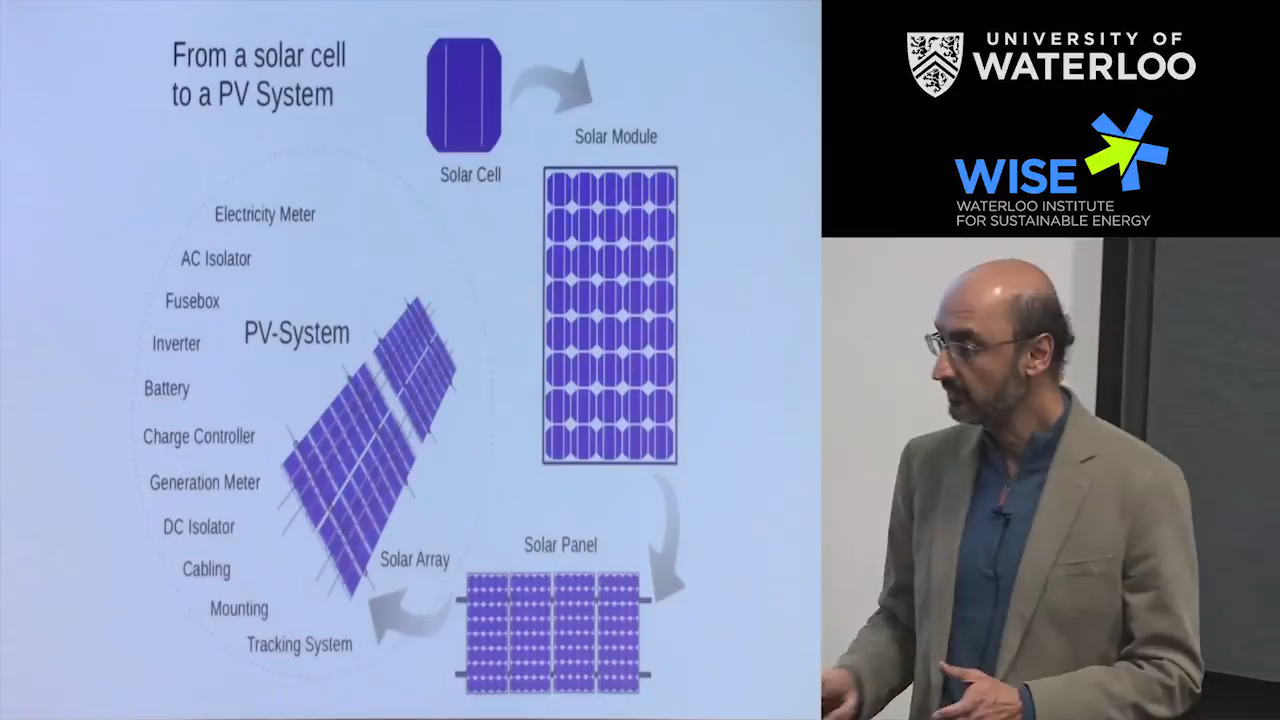 From a solar cell
to a PV System
Solar Cell
Solar Module
Electricity Meter
AC Isolator
Fusebox
Inverter
PV-System
Battery
Charge Controller
Generation Meter
DC Isolator
Cabling
Mounting
Tracking System
Solar Array
Solar Panel
UNIVERSITY OF
WATERLOO
WISE
WATERLOO INSTITUTE
FOR SUSTAINABLE ENERGY